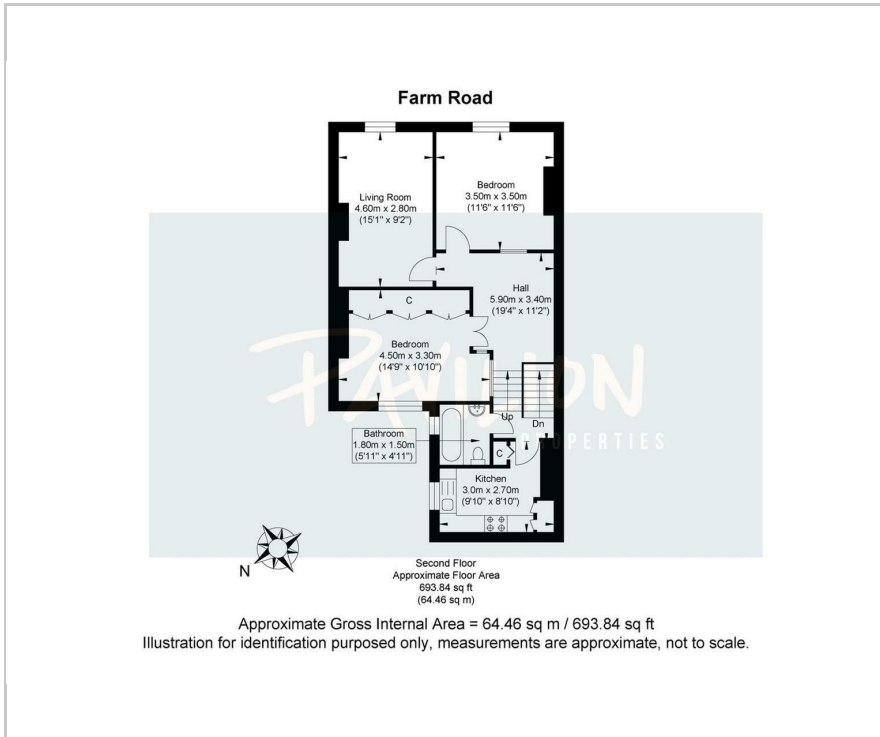 Farm Road
Living Room
4.60m x 2.80m
(15'1" x 9'2")
Bedroom
3.50m x 3.50m
(11'6" x 11'6")
Hall
5.90m x 3.40m
(19'4" x 11'2")
C
Bedroom
4.50m x 3.30m
(14'9" x 10'10")
PAVILION
PROPERTIES
Up
Dn
Bathroom
1.80m x 1.50m
(5'11" x 4'11")
C
Kitchen
3.0m x 2.70m
(9'10" x 8'10")
N
Second Floor
Approximate Floor Area
693.84 sq ft
(64.46 sq m)
Approximate Gross Internal Area = 64.46 sq m / 693.84 sq ft
Illustration for identification purposed only, measurements are approximate, not to scale.